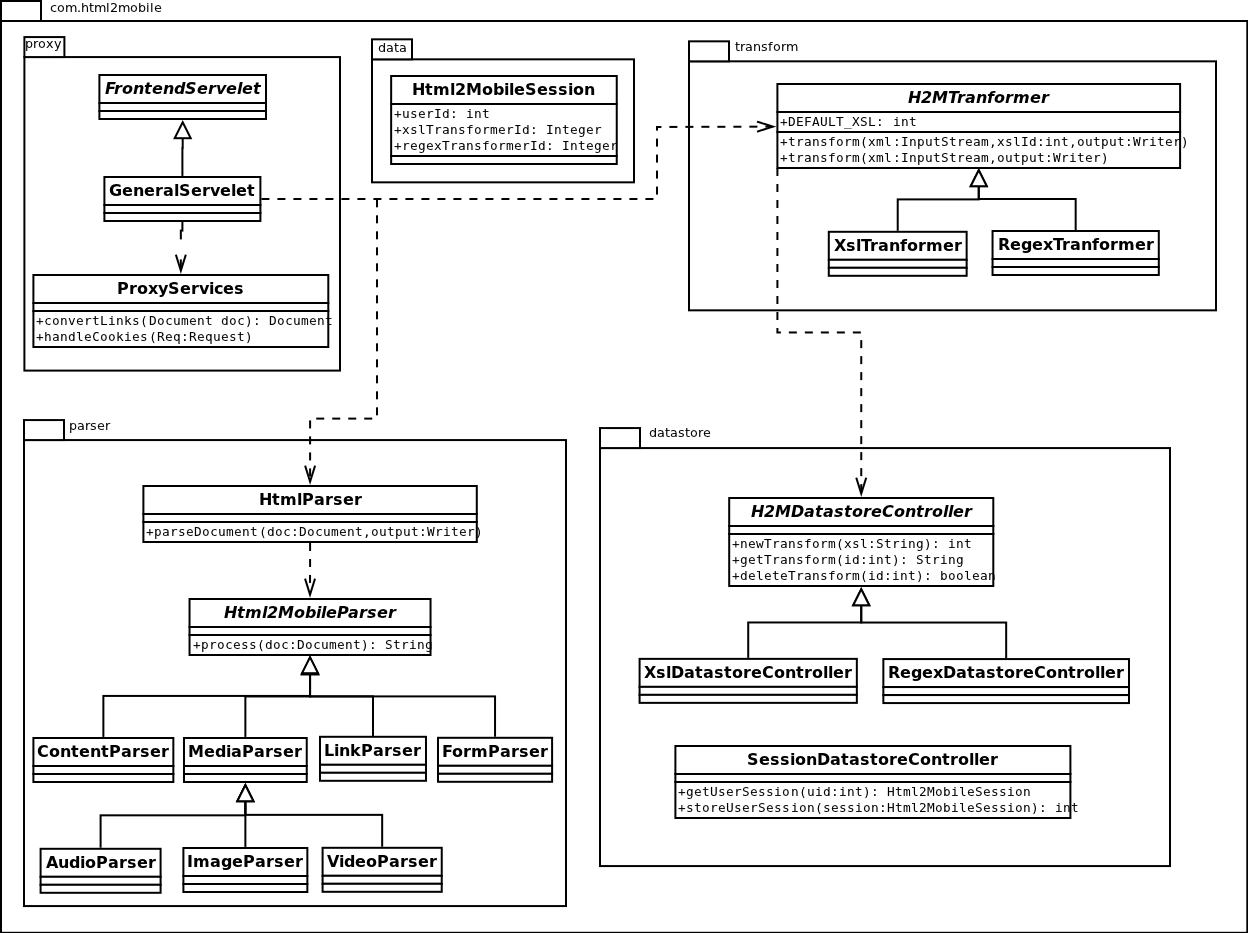 com.html2mobile
proxy
FrontendServelet
GeneralServelet
ProxyServices
+convertLinks(Document doc): Document
+handleCookies(Req:Request)
data
Html2MobileSession
+userId: int
+xslTransformerId: Integer
+regexTransformerId: Integer
transform
H2MTranformer
+DEFAULT_XSL: int
+transform(xml:InputStream,xslId:int,output:Writer)
+transform(xml:InputStream,output:Writer)
XslTranformer
RegexTranformer
parser
HtmlParser
+parseDocument(doc:Document,output:Writer)
Html2MobileParser
+process(doc:Document): String
ContentParser
MediaParser
LinkParser
FormParser
AudioParser
ImageParser
VideoParser
datastore
H2MDatastoreController
+newTransform(xsl:String): int
+getTransform(id:int): String
+deleteTransform(id:int): boolean
XslDatastoreController
RegexDatastoreController
SessionDatastoreController
+getUserSession(uid:int): Html2MobileSession
+storeUserSession(session:Html2MobileSession): int